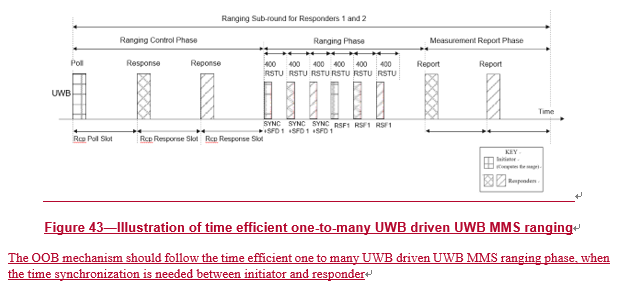 Ranging Sub-round for Responders 1 and 2
Ranging Control Phase Ranging Phase Measurement Report Phase
Poll Response Reponse 400 400 400 400 400 400 Report Report
RSTU RSTU RSTU RSTU RSTU RSTU
UWB
Time
SYNC SYNC SYNC RSF1 RSF1 RSF1
+SFD 1 +SFD 1 +SFD 1
Rcp Poll Slot Rcp Response Slot Rcp Response Slot
KEY -
Initiator -
(Computes the range) -
Responders -
Figure 43—Illustration of time efficient one-to-many UWB driven UWB MMS ranging
The OOB mechanism should follow the time efficient one to many UWB driven UWB MMS ranging phase, when
the time synchronization is needed between initiator and responder